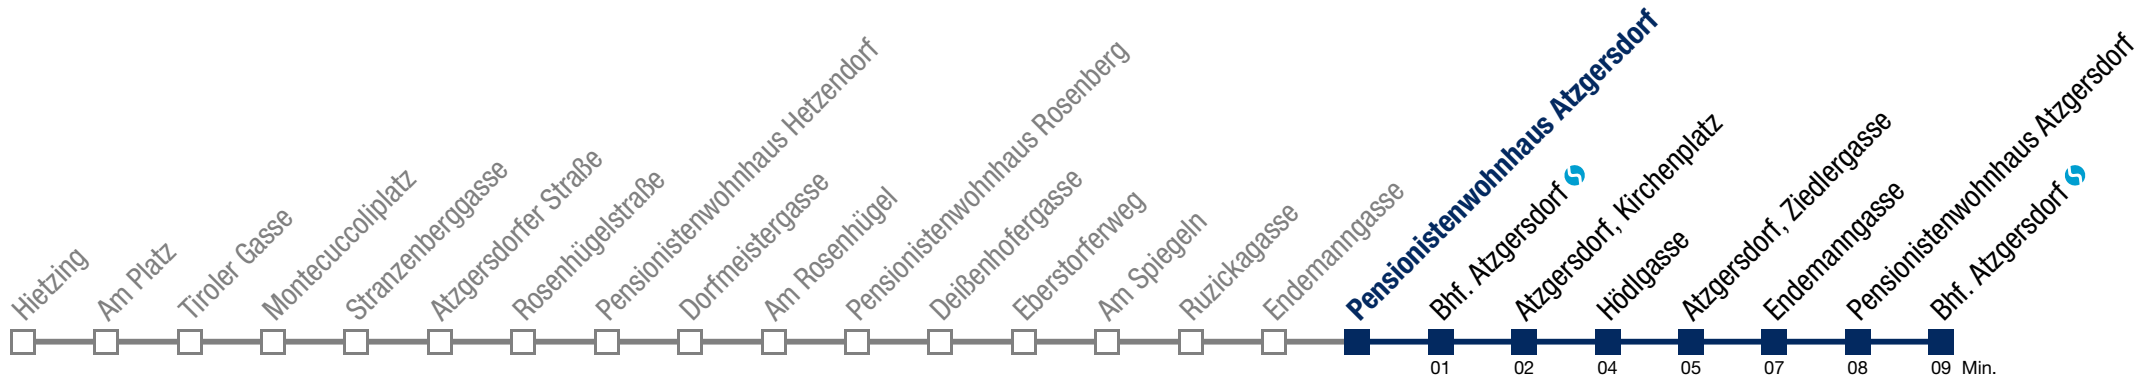 Hietzing
Am Platz
Tiroler Gasse
Montecuccoliplatz
Stranzenberggasse
Atzgersdorfer Straße
Rosenhügelstraße
Pensionistenwohnhaus Hetzendorf
Dorfmeistergasse
Am Rosenhügel
Pensionistenwohnhaus Rosenberg
Deißenhofergasse
Eberstorferweg
Am Spiegeln
Ruzickagasse
Endemanngasse
Pensionistenwohnhaus Atzgersdorf
Bhf. Atzgersdorf
Atzgersdorf, Kirchenplatz
Hödlgasse
Atzgersdorf, Ziedlergasse
Endemanngasse
Pensionistenwohnhaus Atzgersdorf
Bhf. Atzgersdorf
01 02 04 05 07 08 09 Min.